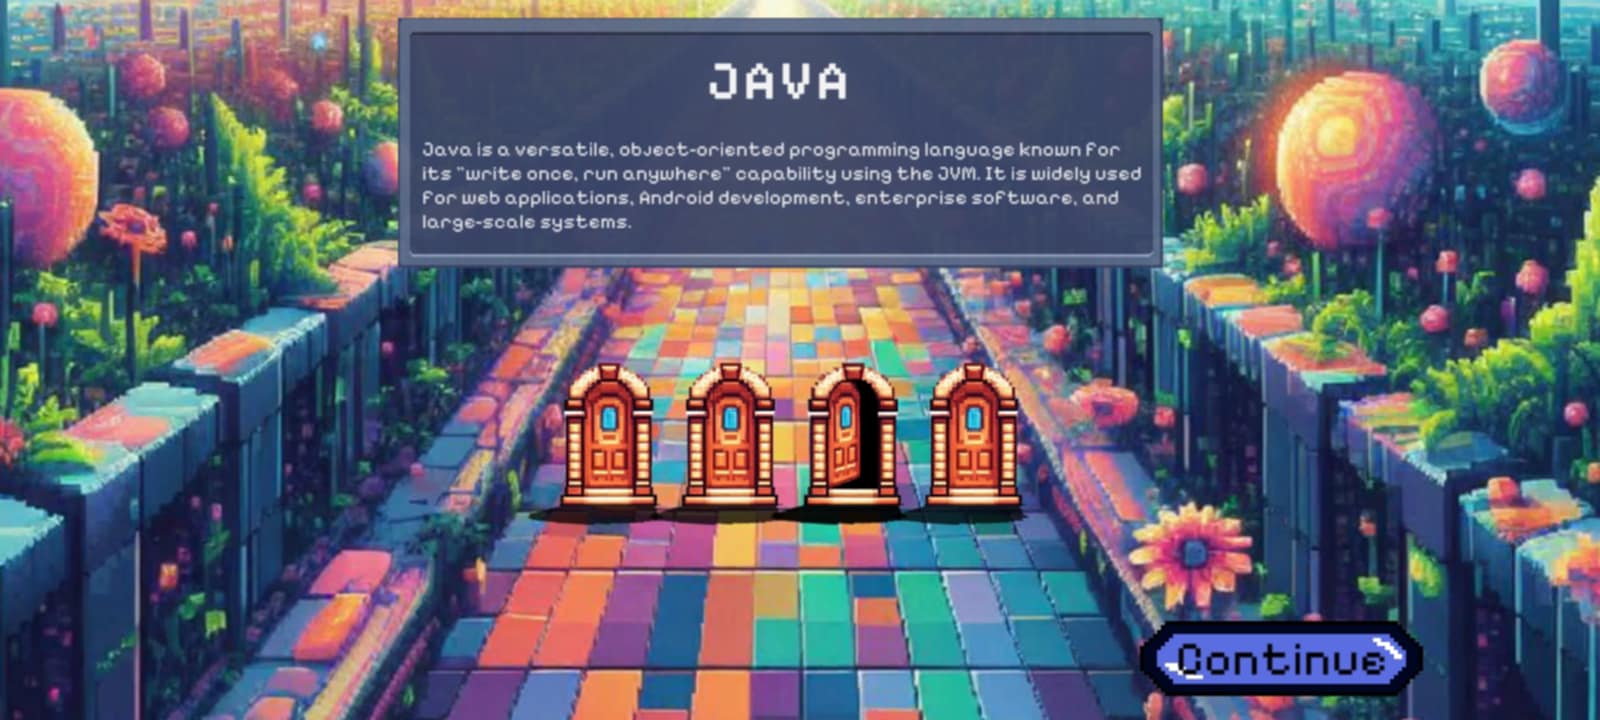 JAVA
Java is a versatile, object-oriented programming language known for
its "write once, run anywhere" capability using the JVM. It is widely used
for web applications, Android development, enterprise software, and
large-scale systems.
Continue